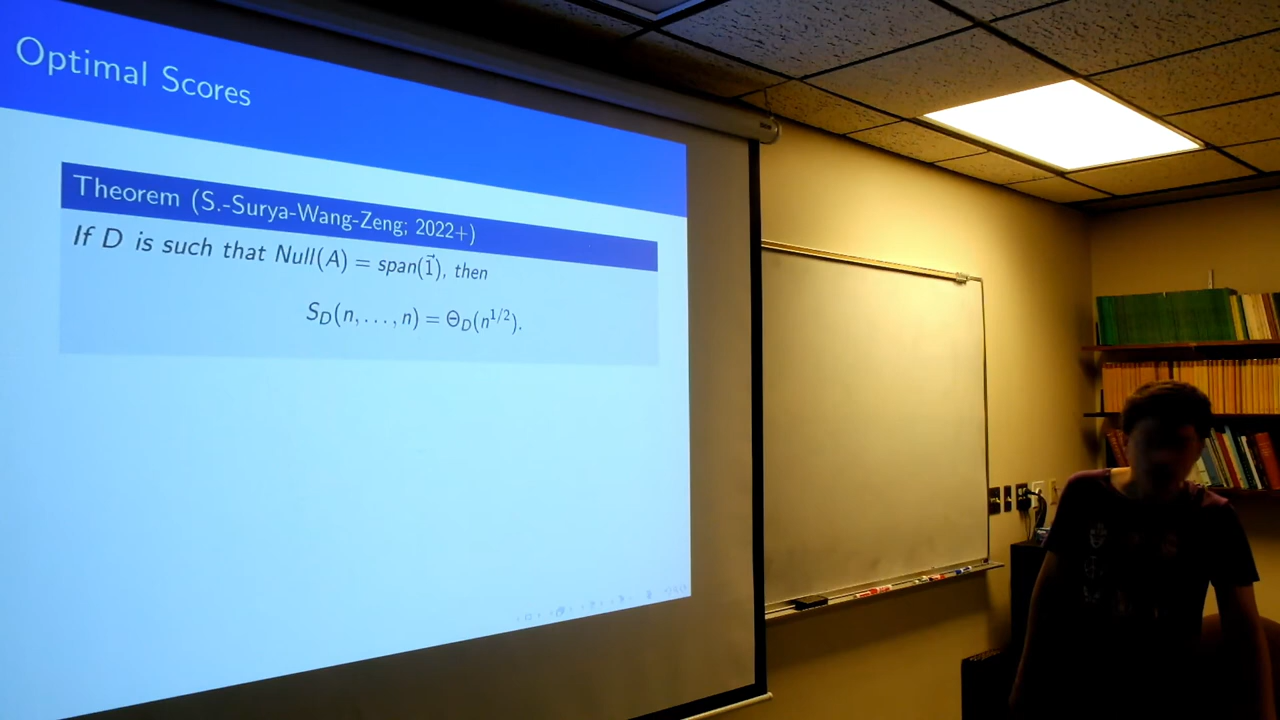 Optimal Scores
Theorem (S.-Surya-Wang-Zeng; 2022+)
If D is such that Null(A) = span(1⃗), then
S_D(n, . . . , n) = Θ_D(n^{1/2}).